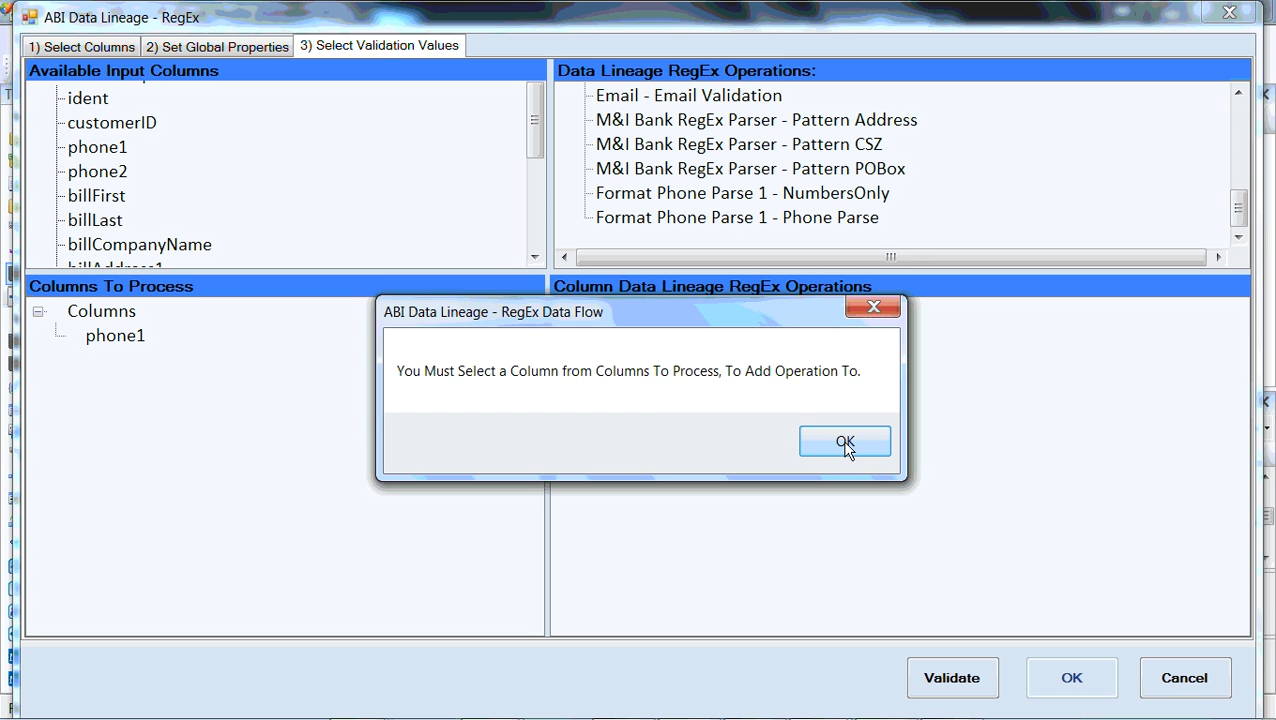 ABI Data Lineage - RegEx
1) Select Columns 2) Set Global Properties 3) Select Validation Values
Available Input Columns
ident
customerID
phone1
phone2
billFirst
billLast
billCompanyName
billAddress1
Data Lineage RegEx Operations:
Email - Email Validation
M&I Bank RegEx Parser - Pattern Address
M&I Bank RegEx Parser - Pattern CSZ
M&I Bank RegEx Parser - Pattern POBox
Format Phone Parse 1 - NumbersOnly
Format Phone Parse 1 - Phone Parse
Columns To Process
Columns
phone1
Column Data Lineage RegEx Operations
ABI Data Lineage - RegEx Data Flow
You Must Select a Column from Columns To Process, To Add Operation To.
OK
Validate OK Cancel